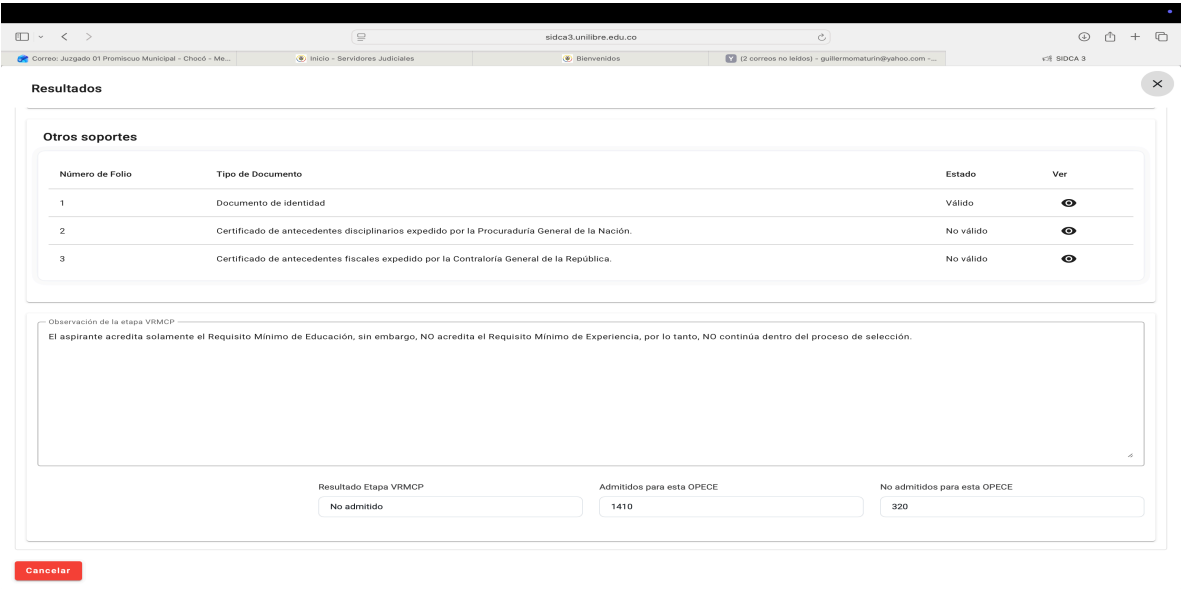 sidca3.unilibre.edu.co
Correo: Juzgado 01 Promiscuo Municipal - Chocó - Me...
Inicio - Servidores Judiciales
Bienvenidos
(2 correos no leídos) - guillermomaturin@yahoo.com -...
SIDCA 3
Resultados
Otros soportes
Número de Folio Tipo de Documento Estado Ver
1 Documento de identidad Válido
2 Certificado de antecedentes disciplinarios expedido por la Procuraduría General de la Nación. No válido
3 Certificado de antecedentes fiscales expedido por la Contraloría General de la República. No válido
Observación de la etapa VRMCP
El aspirante acredita solamente el Requisito Mínimo de Educación, sin embargo, NO acredita el Requisito Mínimo de Experiencia, por lo tanto, NO continúa dentro del proceso de selección.
Resultado Etapa VRMCP Admitidos para esta OPECE No admitidos para esta OPECE
No admitido 1410 320
Cancelar